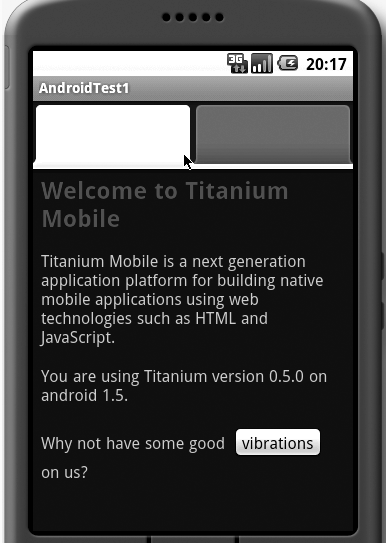 3G 20:17
AndroidTest1
Welcome to Titanium
Mobile
Titanium Mobile is a next generation
application platform for building native
mobile applications using web
technologies such as HTML and
JavaScript.
You are using Titanium version 0.5.0 on
android 1.5.
Why not have some good vibrations
on us?